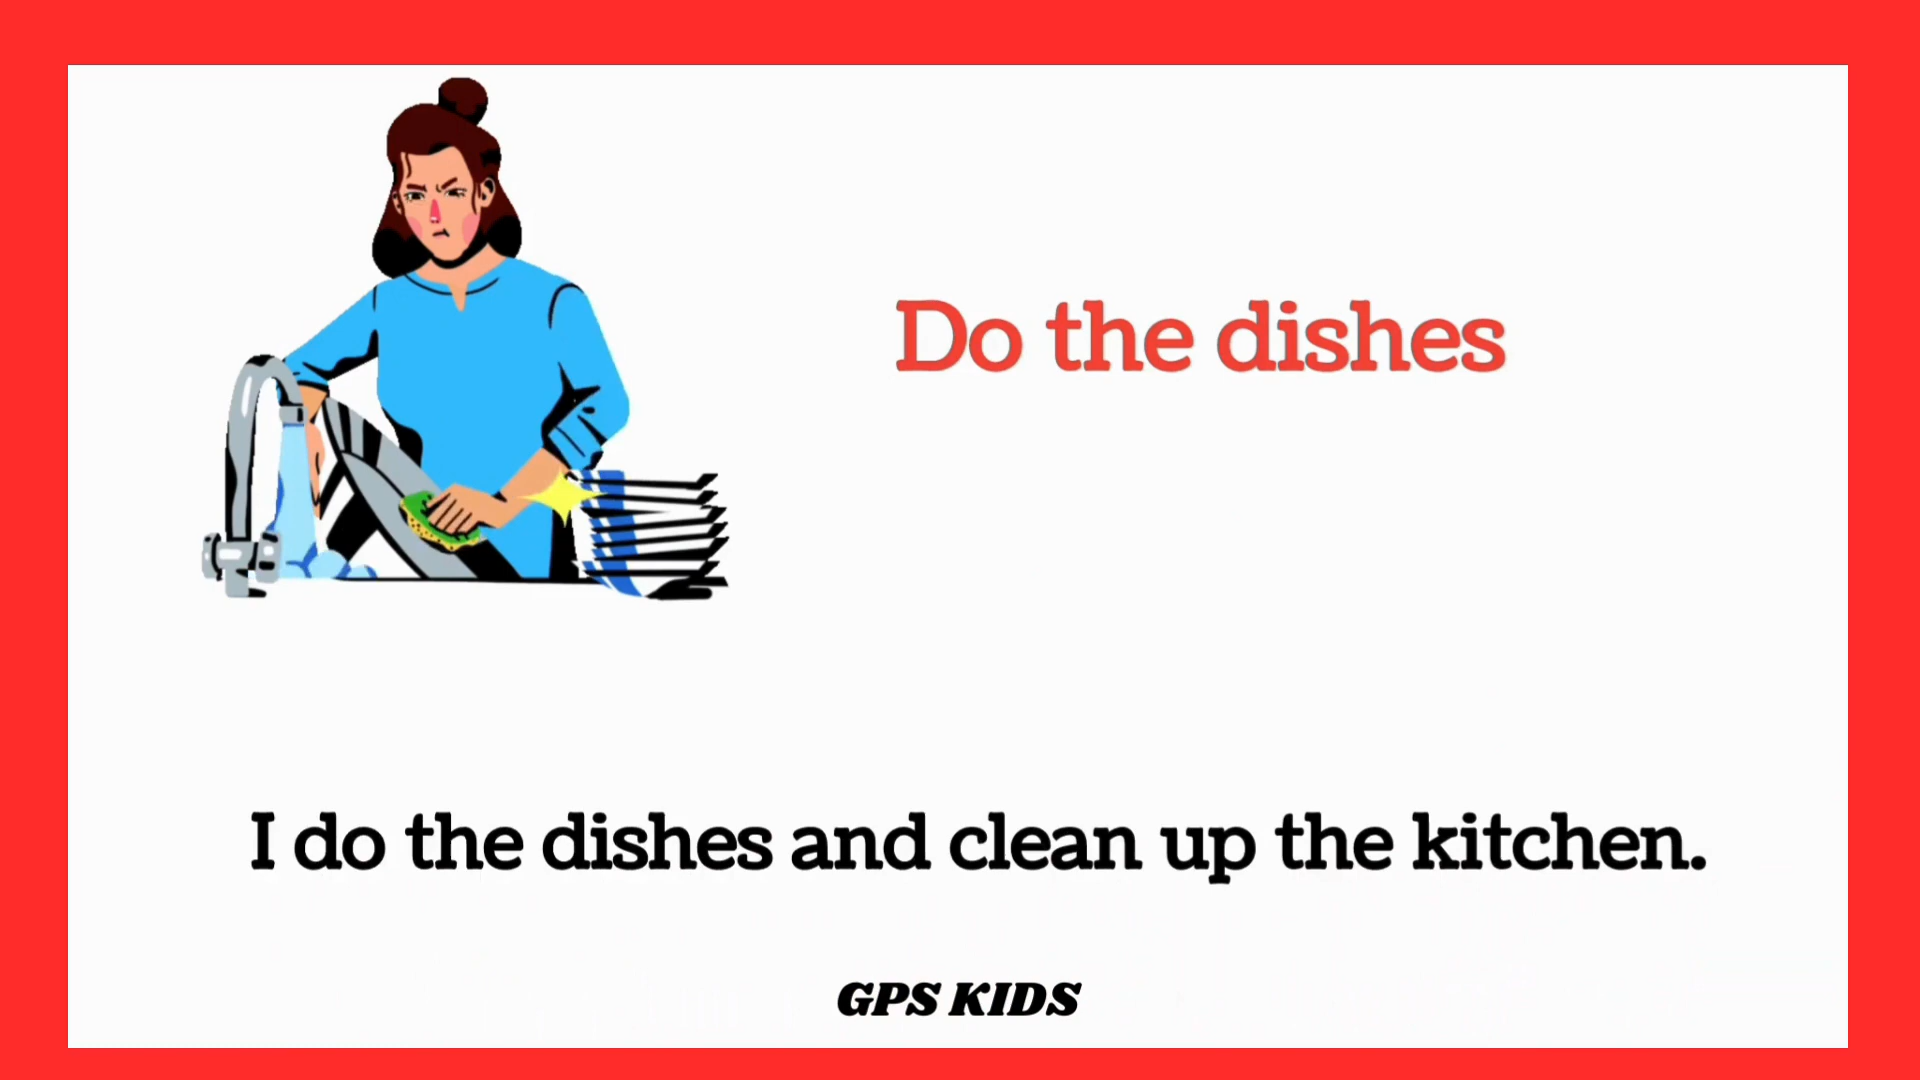 Do the dishes
I do the dishes and clean up the kitchen.
GPS KIDS